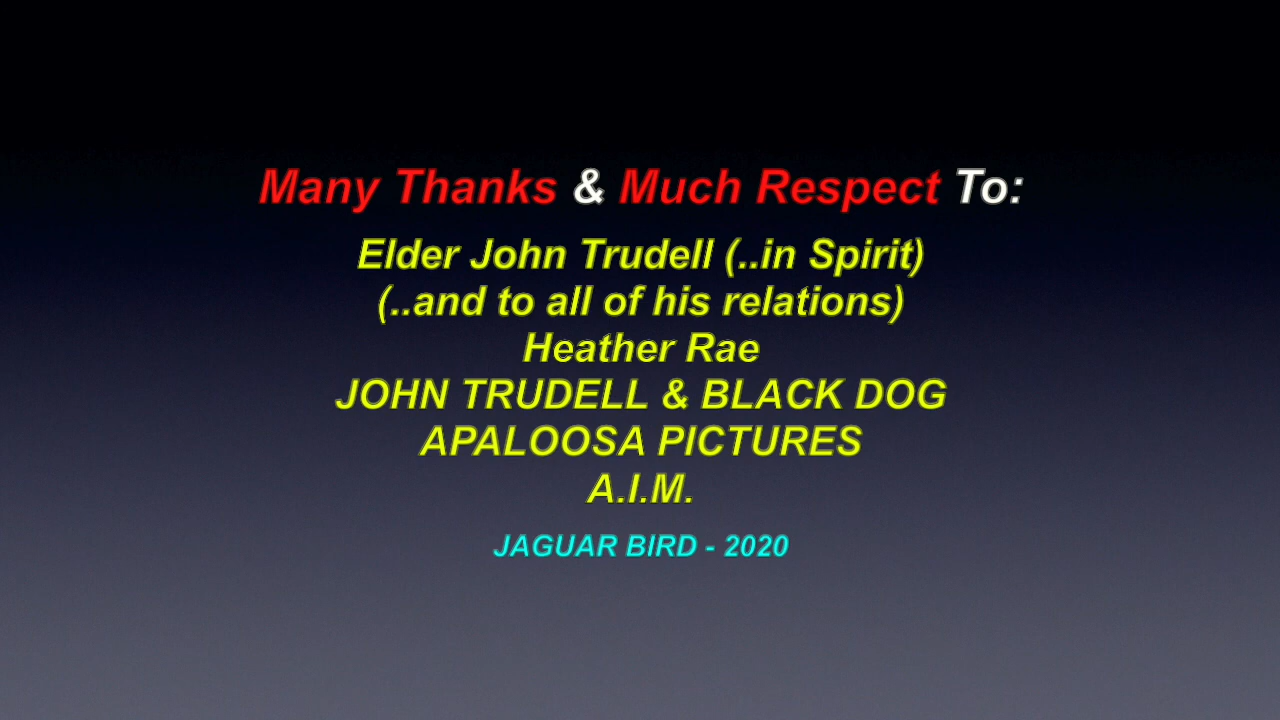 Many Thanks & Much Respect To:
Elder John Trudell (..in Spirit)
(..and to all of his relations)
Heather Rae
JOHN TRUDELL & BLACK DOG
APALOOSA PICTURES
A.I.M.
JAGUAR BIRD - 2020